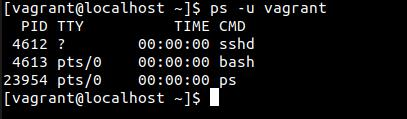 [vagrant@localhost ~]$ ps -u vagrant
  PID TTY          TIME CMD
 4612 ?        00:00:00 sshd
 4613 pts/0    00:00:00 bash
23954 pts/0    00:00:00 ps
[vagrant@localhost ~]$